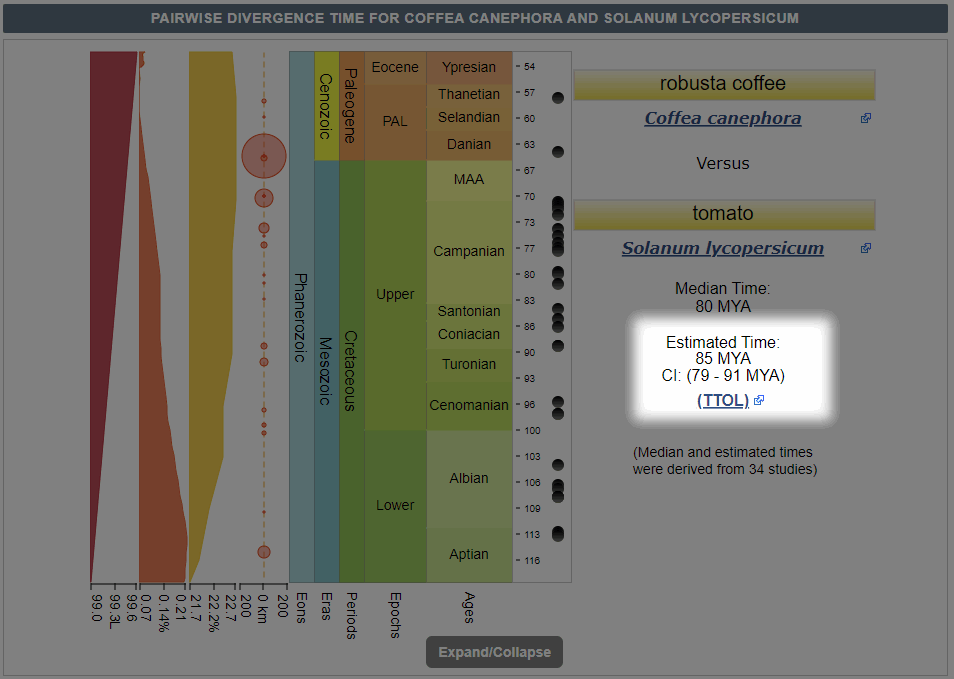 PAIRWISE DIVERGENCE TIME FOR COFFEA CANEPHORA AND SOLANUM LYCOPERSICUM
Phanerozoic
Cenozoic
Mesozoic
Paleogene
Cretaceous
Eocene
PAL
Upper
Lower
Ypresian
Thanetian
Selandian
Danian
MAA
Campanian
Santonian
Coniacian
Turonian
Cenomanian
Albian
Aptian
54
57
60
63
67
70
73
77
80
83
86
90
93
96
100
103
106
109
113
116
99.0
99.3L
99.6
0.07
0.14%
0.21
21.7
22.2%
22.7
200
0 km
200
Eons
Eras
Periods
Epochs
Ages
Expand/Collapse
robusta coffee
Coffea canephora
Versus
tomato
Solanum lycopersicum
Median Time:
80 MYA
Estimated Time:
85 MYA
CI: (79 - 91 MYA)
(TTOL)
(Median and estimated times
were derived from 34 studies)